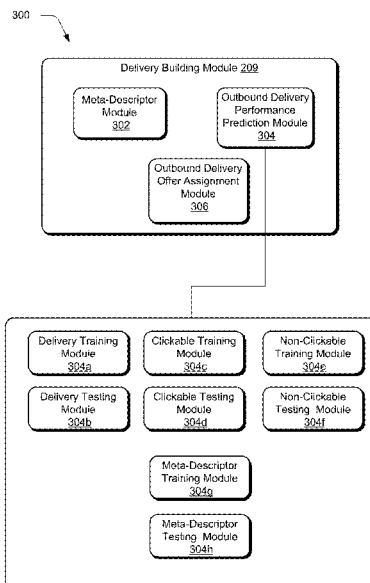 300
Delivery Building Module 209
Meta-Descriptor
Module
302
Outbound Delivery
Performance
Prediction Module
304
Outbound Delivery
Offer Assignment
Module
306
Delivery Training
Module
304a
Clickable Training
Module
304c
Non-Clickable
Training Module
304e
Delivery Testing
Module
304b
Clickable Testing
Module
304d
Non-Clickable
Testing Module
304f
Meta-Descriptor
Training Module
304g
Meta-Descriptor
Testing Module
304h